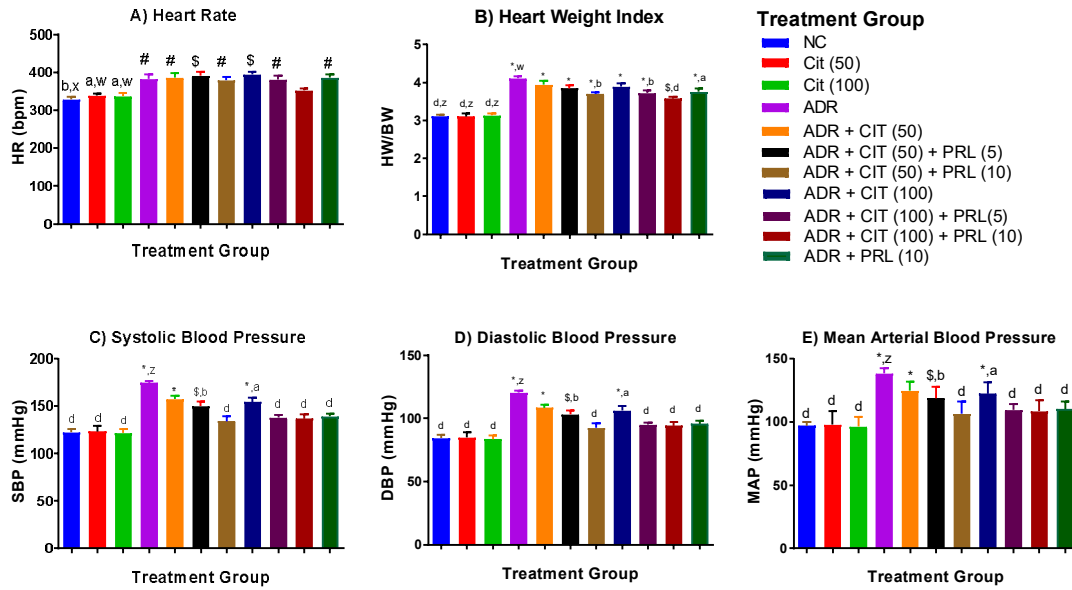 A) Heart Rate
500
400
300
200
100
0
HR (bpm)
b,x a,w a,w # # $ # $ # #
Treatment Group
B) Heart Weight Index
5
4
3
2
1
0
HW/BW
d,z d,z d,z *,w * * *,b * *,b $,d *,a
Treatment Group
Treatment Group
NC
Cit (50)
Cit (100)
ADR
ADR + CIT (50)
ADR + CIT (50) + PRL (5)
ADR + CIT (50) + PRL (10)
ADR + CIT (100)
ADR + CIT (100) + PRL(5)
ADR + CIT (100) + PRL (10)
ADR + PRL (10)
C) Systolic Blood Pressure
200
150
100
50
0
SBP (mmHg)
d d d *,z * $,b d *,a d d d
Treatment Group
D) Diastolic Blood Pressure
150
100
50
0
DBP (mmHg)
d d d *,z * $,b d *,a d d d
Treatment Group
E) Mean Arterial Blood Pressure
150
100
50
0
MAP (mmHg)
d d d *,z * $,b d *,a d d d
Treatment Group